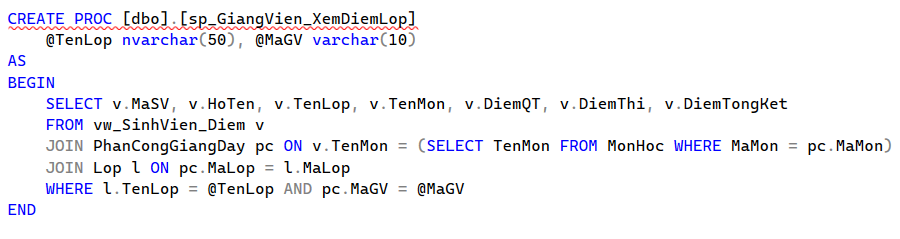 CREATE PROC [dbo].[sp_GiangVien_XemDiemLop]
    @TenLop nvarchar(50), @MaGV varchar(10)
AS
BEGIN
    SELECT v.MaSV, v.HoTen, v.TenLop, v.TenMon, v.DiemQT, v.DiemThi, v.DiemTongKet
    FROM vw_SinhVien_Diem v
    JOIN PhanCongGiangDay pc ON v.TenMon = (SELECT TenMon FROM MonHoc WHERE MaMon = pc.MaMon)
    JOIN Lop l ON pc.MaLop = l.MaLop
    WHERE l.TenLop = @TenLop AND pc.MaGV = @MaGV
END